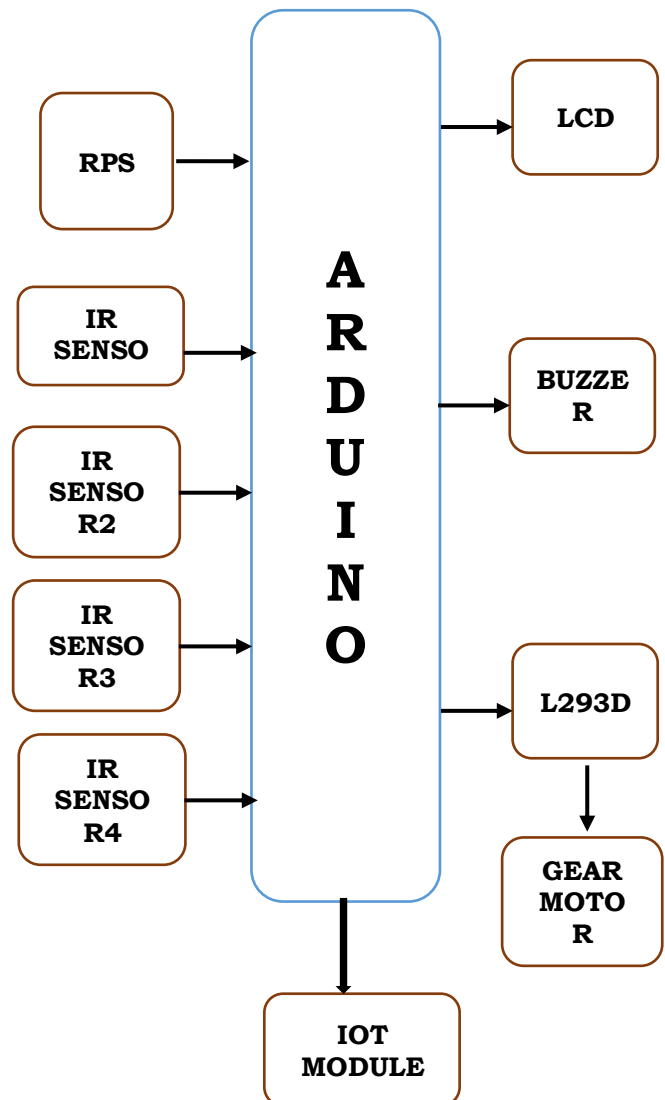 RPS
IR
SENSO
IR
SENSO
R2
IR
SENSO
R3
IR
SENSO
R4
A
R
D
U
I
N
O
LCD
BUZZE
R
L293D
GEAR
MOTO
R
IOT
MODULE